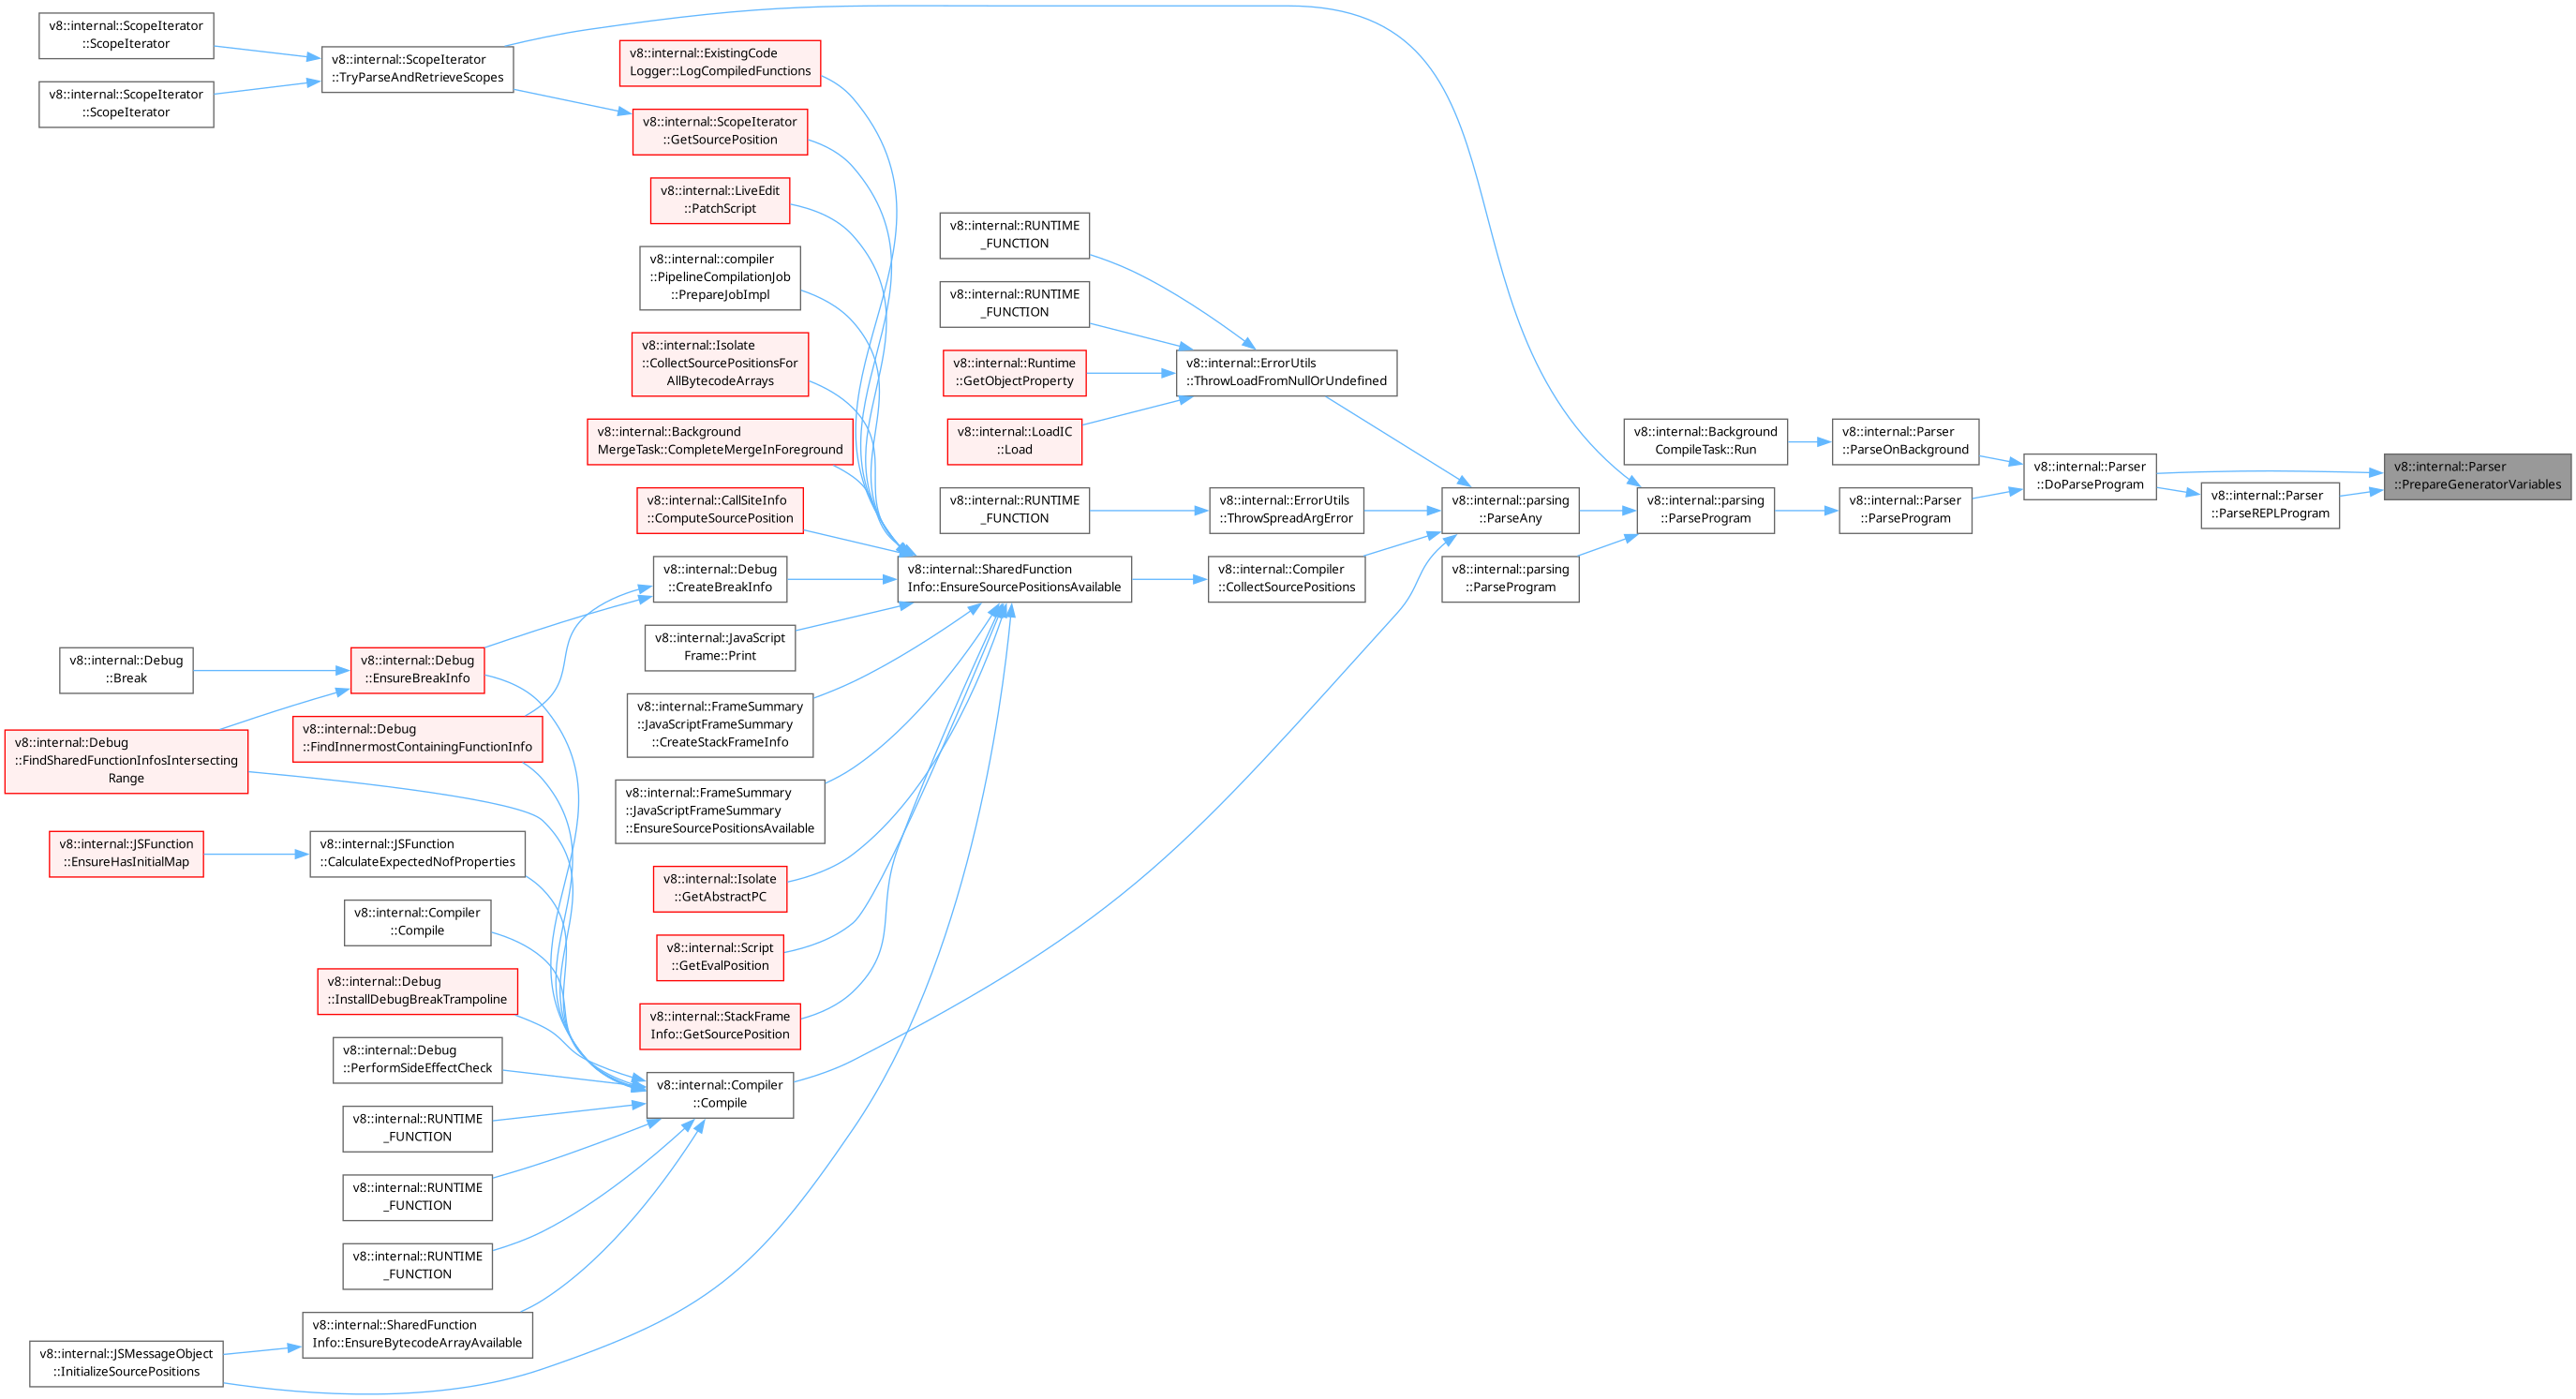 v8::internal::ScopeIterator
::ScopeIterator
v8::internal::ScopeIterator
::ScopeIterator
v8::internal::ScopeIterator
::TryParseAndRetrieveScopes
v8::internal::ExistingCode
Logger::LogCompiledFunctions
v8::internal::ScopeIterator
::GetSourcePosition
v8::internal::LiveEdit
::PatchScript
v8::internal::compiler
::PipelineCompilationJob
::PrepareJobImpl
v8::internal::Isolate
::CollectSourcePositionsFor
AllBytecodeArrays
v8::internal::Background
MergeTask::CompleteMergeInForeground
v8::internal::CallSiteInfo
::ComputeSourcePosition
v8::internal::Debug
::CreateBreakInfo
v8::internal::JavaScript
Frame::Print
v8::internal::FrameSummary
::JavaScriptFrameSummary
::CreateStackFrameInfo
v8::internal::FrameSummary
::JavaScriptFrameSummary
::EnsureSourcePositionsAvailable
v8::internal::Isolate
::GetAbstractPC
v8::internal::Script
::GetEvalPosition
v8::internal::StackFrame
Info::GetSourcePosition
v8::internal::Compiler
::Compile
v8::internal::Debug
::Break
v8::internal::Debug
::EnsureBreakInfo
v8::internal::Debug
::FindSharedFunctionInfosIntersecting
Range
v8::internal::Debug
::FindInnermostContainingFunctionInfo
v8::internal::JSFunction
::EnsureHasInitialMap
v8::internal::JSFunction
::CalculateExpectedNofProperties
v8::internal::Compiler
::Compile
v8::internal::Debug
::InstallDebugBreakTrampoline
v8::internal::Debug
::PerformSideEffectCheck
v8::internal::RUNTIME
_FUNCTION
v8::internal::RUNTIME
_FUNCTION
v8::internal::RUNTIME
_FUNCTION
v8::internal::SharedFunction
Info::EnsureBytecodeArrayAvailable
v8::internal::JSMessageObject
::InitializeSourcePositions
v8::internal::RUNTIME
_FUNCTION
v8::internal::RUNTIME
_FUNCTION
v8::internal::Runtime
::GetObjectProperty
v8::internal::LoadIC
::Load
v8::internal::RUNTIME
_FUNCTION
v8::internal::SharedFunction
Info::EnsureSourcePositionsAvailable
v8::internal::ErrorUtils
::ThrowLoadFromNullOrUndefined
v8::internal::ErrorUtils
::ThrowSpreadArgError
v8::internal::Compiler
::CollectSourcePositions
v8::internal::parsing
::ParseAny
v8::internal::parsing
::ParseProgram
v8::internal::Background
CompileTask::Run
v8::internal::parsing
::ParseProgram
v8::internal::Parser
::ParseOnBackground
v8::internal::Parser
::ParseProgram
v8::internal::Parser
::DoParseProgram
v8::internal::Parser
::ParseREPLProgram
v8::internal::Parser
::PrepareGeneratorVariables